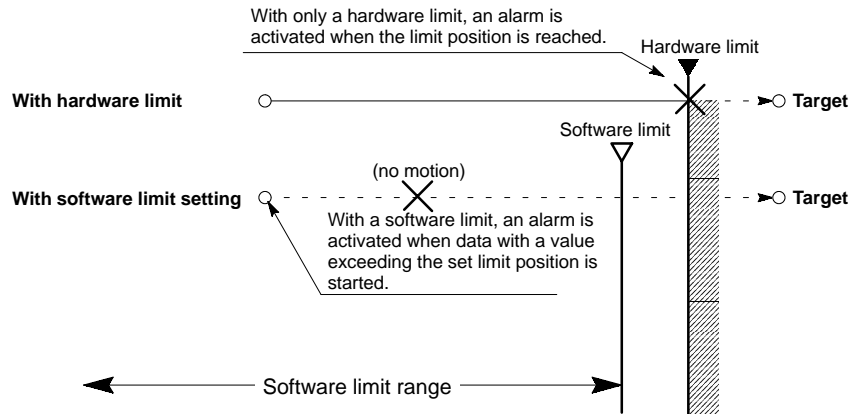 With only a hardware limit, an alarm is
activated when the limit position is reached.
Hardware limit
With hardware limit
Target
Software limit
(no motion)
With software limit setting
Target
With a software limit, an alarm is
activated when data with a value
exceeding the set limit position is
started.
Software limit range